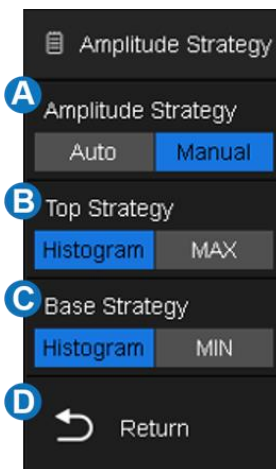 Amplitude Strategy
A
Amplitude Strategy
Auto Manual
B
Top Strategy
Histogram MAX
C
Base Strategy
Histogram MIN
D
Return